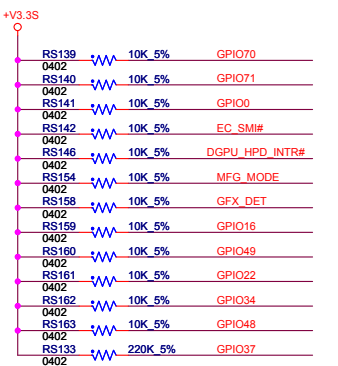 +V3.3S
RS139 10K_5% GPIO70
0402
RS140 10K_5% GPIO71
0402
RS141 10K_5% GPIO0
0402
RS142 10K_5% EC_SMI#
0402
RS146 10K_5% DGPU_HPD_INTR#
0402
RS154 10K_5% MFG_MODE
0402
RS158 10K_5% GFX_DET
0402
RS159 10K_5% GPIO16
0402
RS160 10K_5% GPIO49
0402
RS161 10K_5% GPIO22
0402
RS162 10K_5% GPIO34
0402
RS163 10K_5% GPIO48
0402
RS133 220K_5% GPIO37
0402